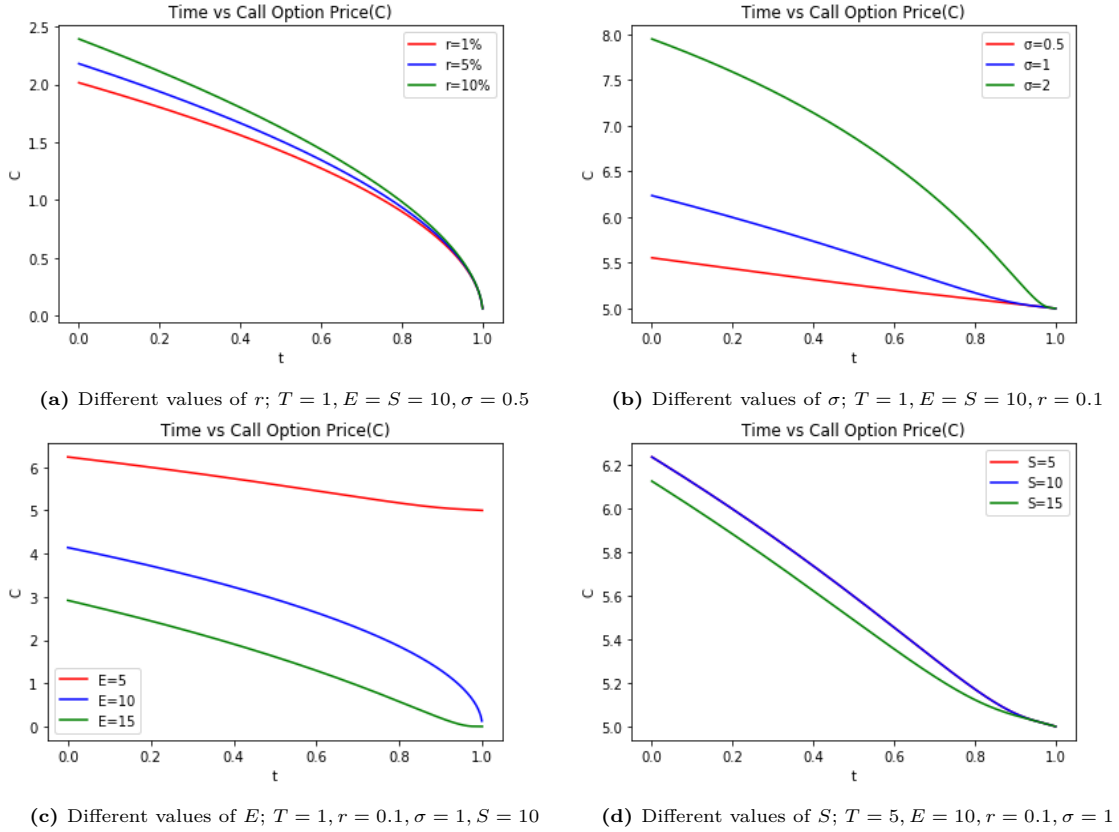 Time vs Call Option Price(C)
2.5
2.0
1.5
1.0
0.5
0.0
C
0.0 0.2 0.4 0.6 0.8 1.0
t
r=1%
r=5%
r=10%
(a) Different values of r; T = 1, E = S = 10, σ = 0.5
Time vs Call Option Price(C)
8.0
7.5
7.0
6.5
6.0
5.5
5.0
C
0.0 0.2 0.4 0.6 0.8 1.0
t
σ=0.5
σ=1
σ=2
(b) Different values of σ; T = 1, E = S = 10, r = 0.1
Time vs Call Option Price(C)
6
5
4
3
2
1
0
C
0.0 0.2 0.4 0.6 0.8 1.0
t
E=5
E=10
E=15
(c) Different values of E; T = 1, r = 0.1, σ = 1, S = 10
Time vs Call Option Price(C)
6.2
6.0
5.8
5.6
5.4
5.2
5.0
C
0.0 0.2 0.4 0.6 0.8 1.0
t
S=5
S=10
S=15
(d) Different values of S; T = 5, E = 10, r = 0.1, σ = 1